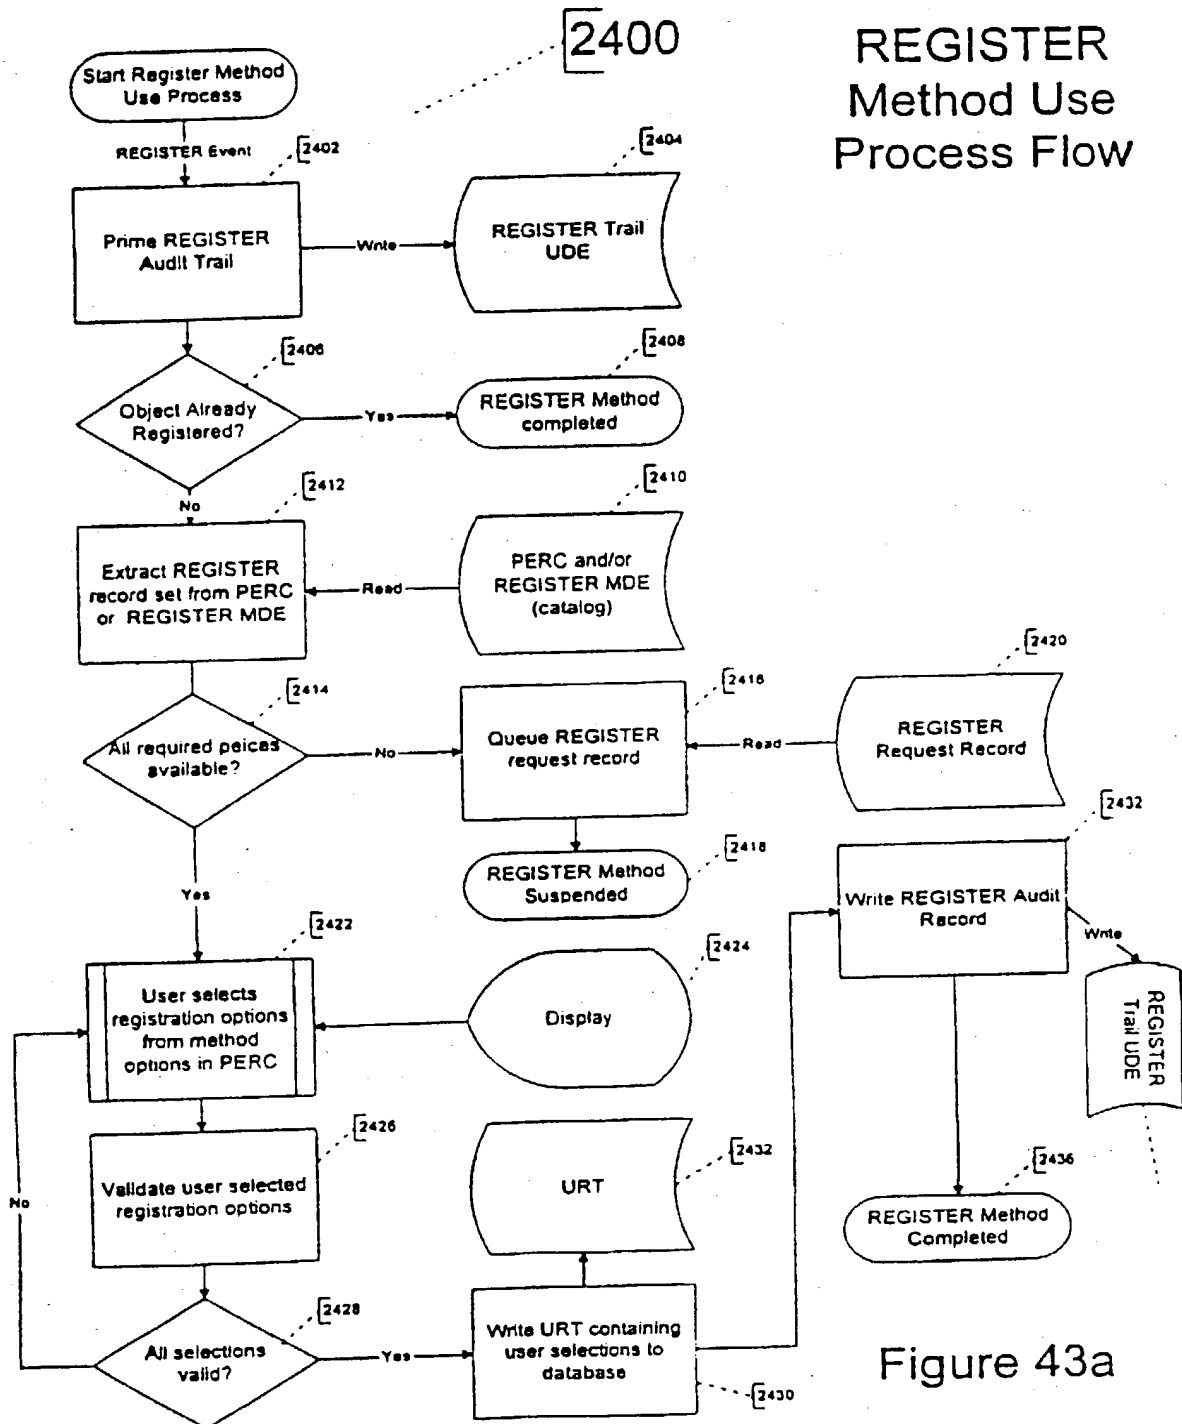 2400
REGISTER
Method Use
Process Flow
Start Register Method
Use Process
REGISTER Event
2402
Prime REGISTER
Audit Trail
Write
2404
REGISTER Trail
UDE
2406
Object Already
Registered?
Yes
2408
REGISTER Method
completed
No
2412
Extract REGISTER
record set from PERC
or REGISTER MDE
Read
2410
PERC and/or
REGISTER MDE
(catalog)
2414
All required peices
available?
No
2416
Queue REGISTER
request record
Read
2420
REGISTER
Request Record
2418
REGISTER Method
Suspended
Yes
2422
User selects
registration options
from method
options in PERC
2424
Display
2426
Validate user selected
registration options
No
2428
All selections
valid?
Yes
2432
URT
Write URT containing
user selections to
database
2430
2432
Write REGISTER Audit
Record
Write
REGISTER
Trail UDE
2436
REGISTER Method
Completed
Figure 43a